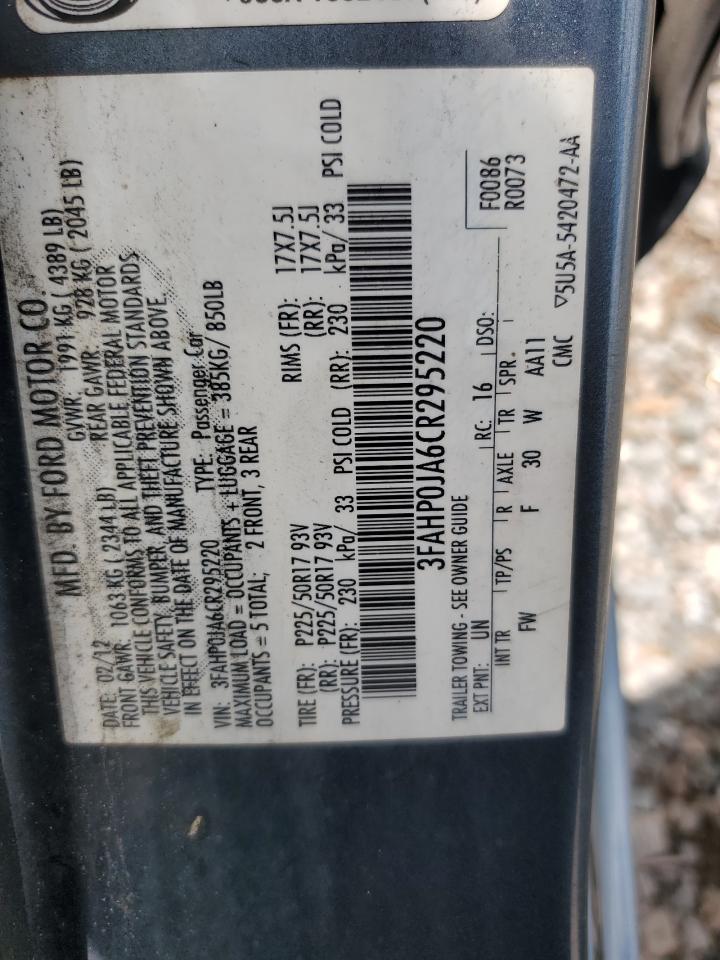 MFD. BY FORD MOTOR CO.
DATE: 02/12 GVWR: 1991 KG ( 4389 LB)
FRONT GAWR: 1063 KG ( 2344 LB) REAR GAWR: 928 KG ( 2045 LB)
THIS VEHICLE CONFORMS TO ALL APPLICABLE FEDERAL MOTOR
VEHICLE SAFETY, BUMPER, AND THEFT PREVENTION STANDARDS
IN EFFECT ON THE DATE OF MANUFACTURE SHOWN ABOVE.
VIN: 3FAHP0JA6CR295220 TYPE: Passenger Car
MAXIMUM LOAD = OCCUPANTS + LUGGAGE = 385KG/ 850LB
OCCUPANTS = 5 TOTAL; 2 FRONT, 3 REAR
TIRE (FR): P225/50R17 93V RIMS (FR): 17X7.5J
(RR): P225/50R17 93V (RR): 17X7.5J
PRESSURE (FR): 230 kPa/ 33 PSI COLD (RR): 230 kPa/ 33 PSI COLD
3FAHP0JA6CR295220
TRAILER TOWING - SEE OWNER GUIDE F0086
R0073
EXT PNT: UN RC: 16 DSO:
INT TR TP/PS R AXLE TR SPR.
FW F 30 W AA11
CMC ▽5U5A-5420472-AA